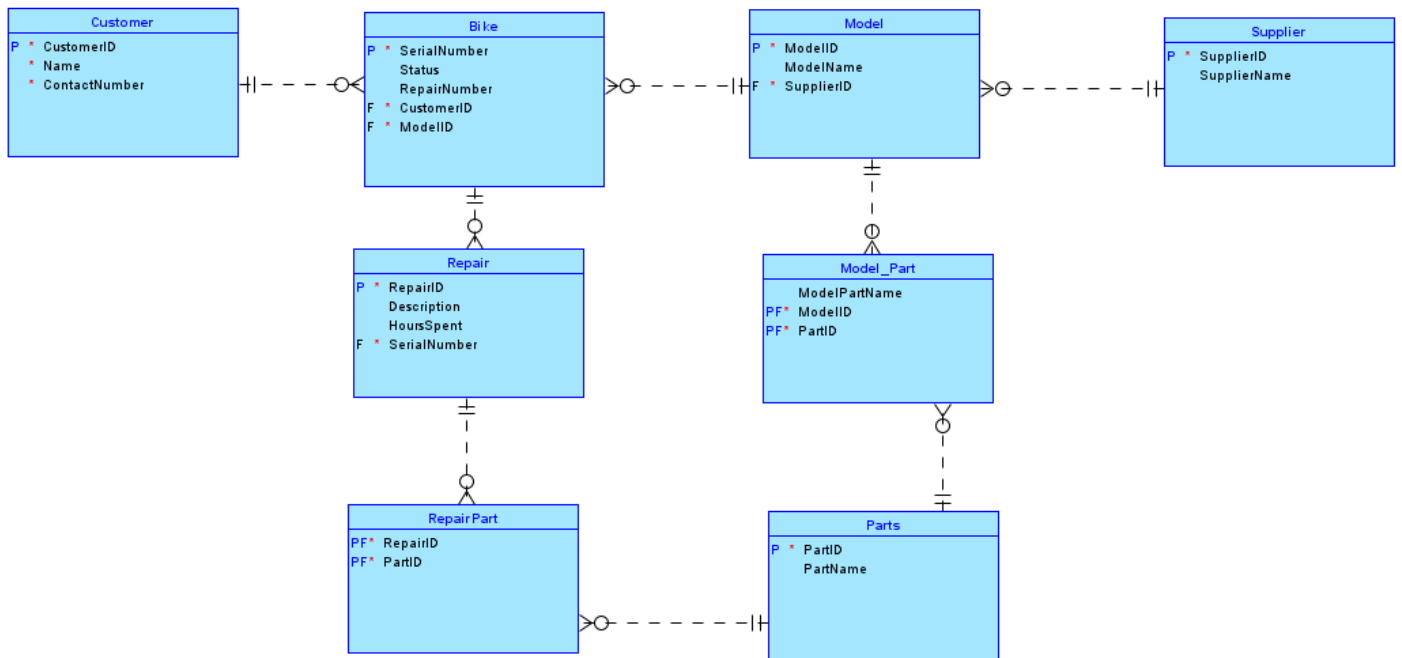 Customer
P * CustomerID
* Name
* ContactNumber
Bike
P * SerialNumber
Status
RepairNumber
F * CustomerID
F * ModelID
Model
P * ModelID
ModelName
F * SupplierID
Supplier
P * SupplierID
SupplierName
Repair
P * RepairID
Description
HoursSpent
F * SerialNumber
Model_Part
ModelPartName
PF* ModelID
PF* PartID
RepairPart
PF* RepairID
PF* PartID
Parts
P * PartID
PartName